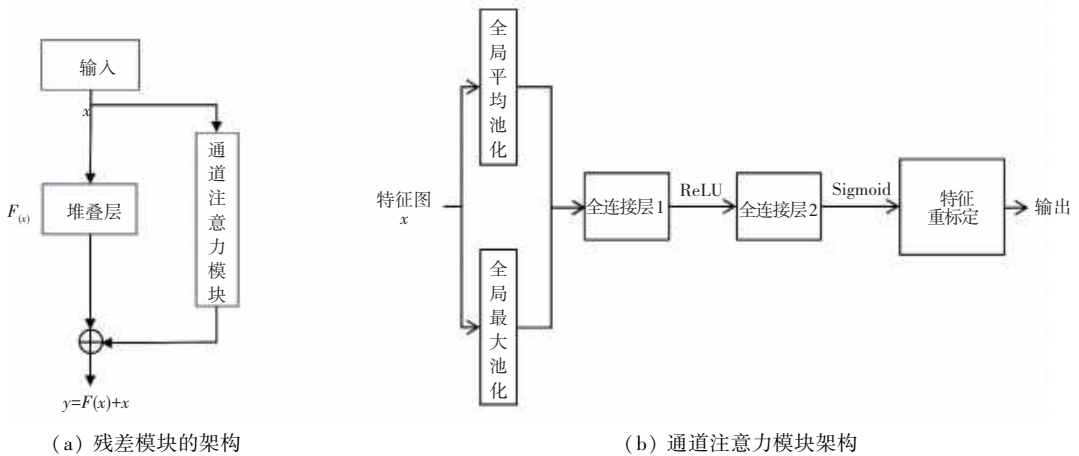 输入
x
F(x)
堆叠层
通道注意力模块
y=F(x)+x
(a) 残差模块的架构
特征图
x
全局平均池化
全局最大池化
全连接层1
ReLU
全连接层2
Sigmoid
特征
重标定
输出
(b) 通道注意力模块架构